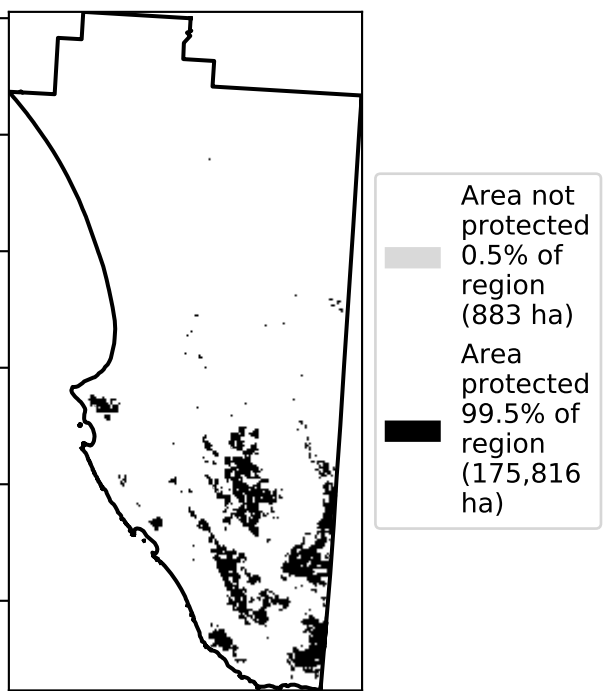 Area not
protected
0.5% of
region
(883 ha)
Area
protected
99.5% of
region
(175,816
ha)